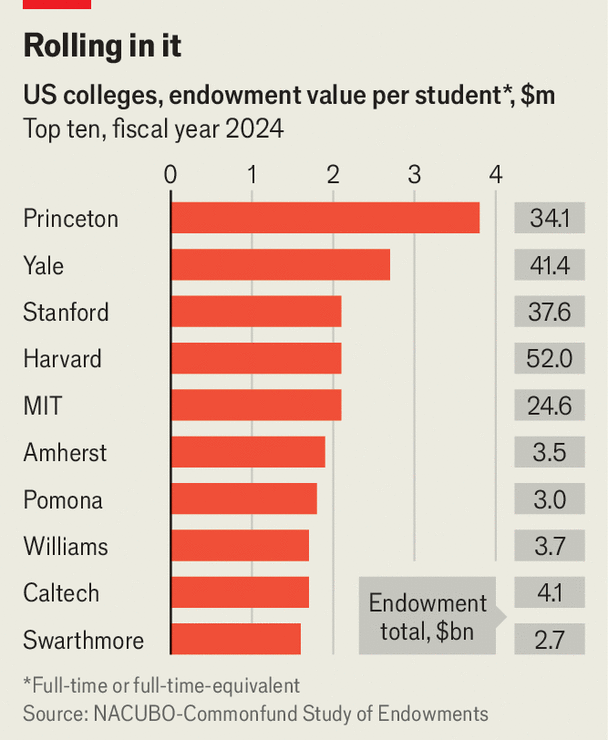 Rolling in it
US colleges, endowment value per student*, $m
Top ten, fiscal year 2024
0 1 2 3 4
Princeton 34.1
Yale 41.4
Stanford 37.6
Harvard 52.0
MIT 24.6
Amherst 3.5
Pomona 3.0
Williams 3.7
Caltech 4.1
Swarthmore 2.7
Endowment
total, $bn
*Full-time or full-time-equivalent
Source: NACUBO-Commonfund Study of Endowments